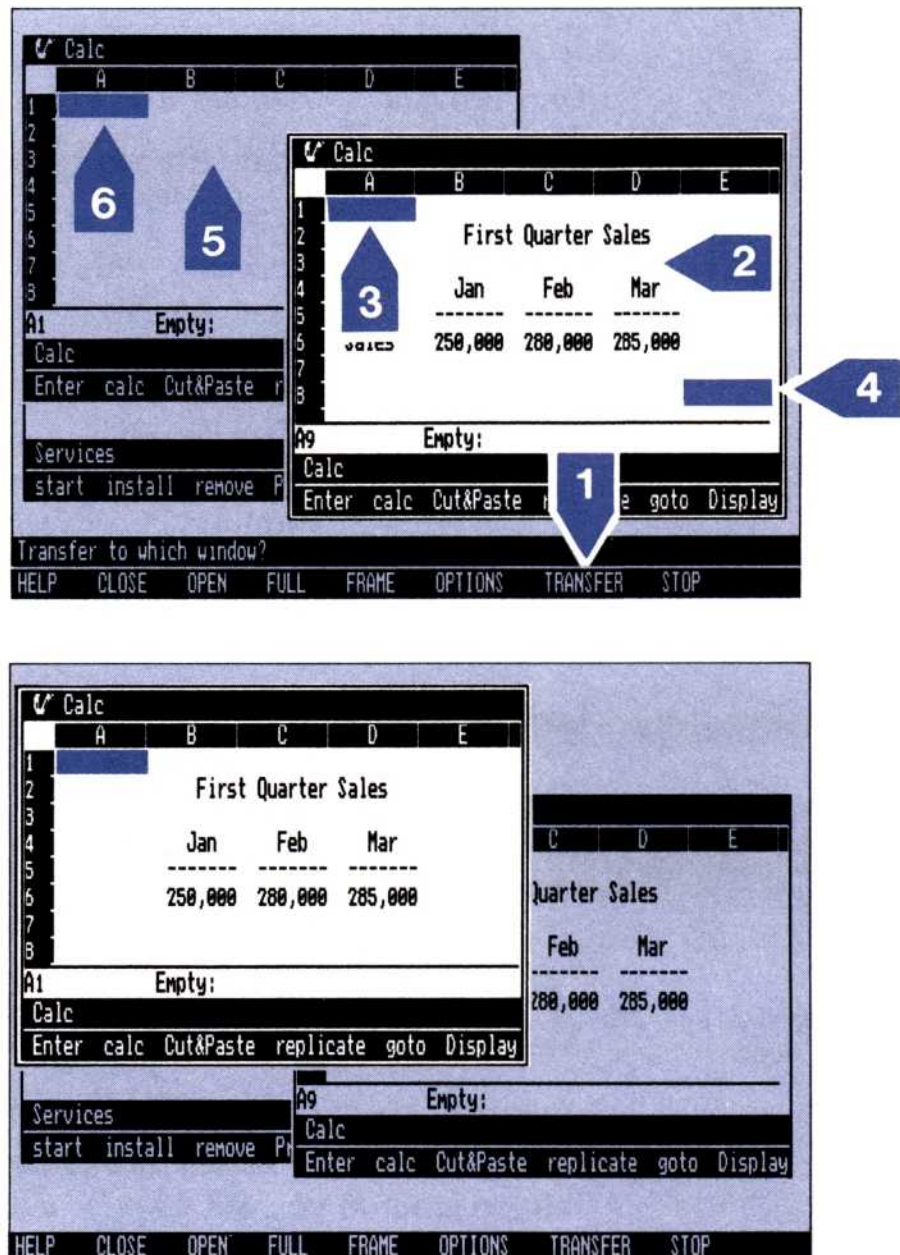 Calc
A B C D E
1
2
3
4
5
6
7
8
6
5
A1 Empty:
Calc
Enter calc Cut&Paste
Services
start install remove
Calc
A B C D E
1
2 First Quarter Sales
3
4 Jan Feb Mar
5 ------- ------- -------
6 Sales 250,000 280,000 285,000
7
8
3
2
4
A9 Empty:
Calc
Enter calc Cut&Paste goto Display
1
Transfer to which window?
HELP CLOSE OPEN FULL FRAME OPTIONS TRANSFER STOP
Calc
A B C D E
1
2 First Quarter Sales
3
4 Jan Feb Mar
5 ------- ------- -------
6 250,000 280,000 285,000
7
8
A1 Empty:
Calc
Enter calc Cut&Paste replicate goto Display
C D E
Quarter Sales
Feb Mar
------- -------
280,000 285,000
Services
start install remove
A9 Empty:
Calc
Enter calc Cut&Paste replicate goto Display
HELP CLOSE OPEN FULL FRAME OPTIONS TRANSFER STOP